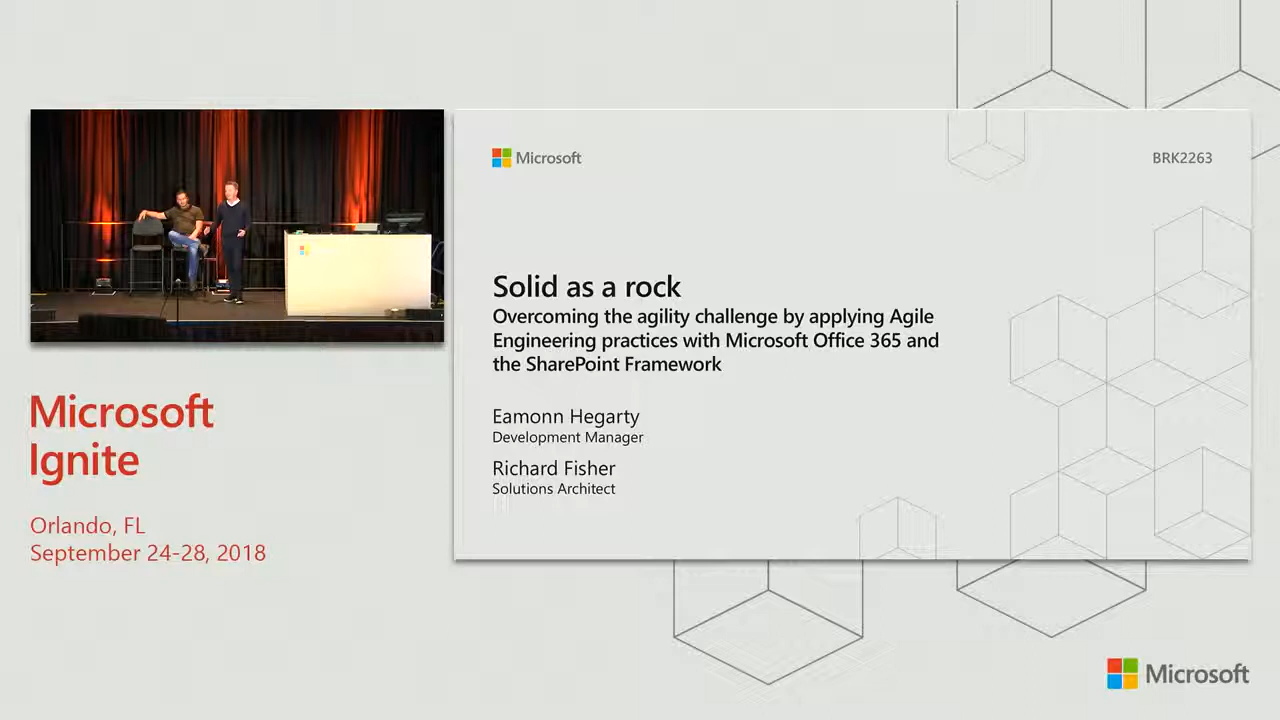 Microsoft
BRK2263
Solid as a rock
Overcoming the agility challenge by applying Agile
Engineering practices with Microsoft Office 365 and
the SharePoint Framework
Eamonn Hegarty
Development Manager
Richard Fisher
Solutions Architect
Microsoft
Ignite
Orlando, FL
September 24-28, 2018
Microsoft